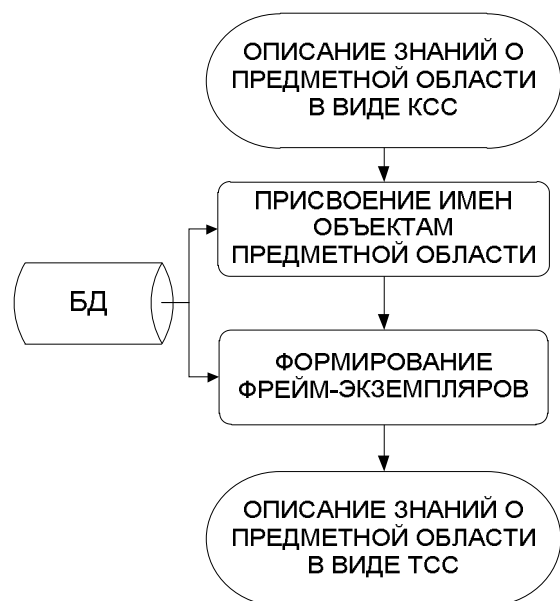 ОПИСАНИЕ ЗНАНИЙ О
ПРЕДМЕТНОЙ ОБЛАСТИ
В ВИДЕ КСС
ПРИСВОЕНИЕ ИМЕН
ОБЪЕКТАМ
ПРЕДМЕТНОЙ ОБЛАСТИ
БД
ФОРМИРОВАНИЕ
ФРЕЙМ-ЭКЗЕМПЛЯРОВ
ОПИСАНИЕ ЗНАНИЙ О
ПРЕДМЕТНОЙ ОБЛАСТИ
В ВИДЕ ТСС